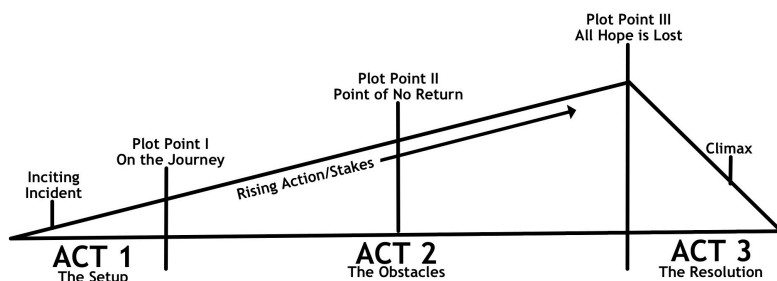 Plot Point III
All Hope is Lost
Plot Point II
Point of No Return
Plot Point I
On the Journey
Inciting
Incident
Rising Action/Stakes
Climax
ACT 1
The Setup
ACT 2
The Obstacles
ACT 3
The Resolution